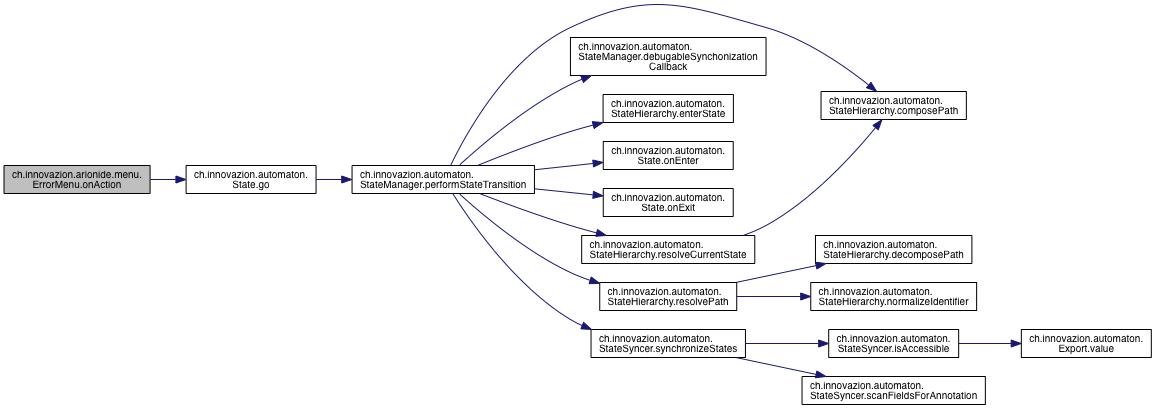 ch.innovazion.arionide.menu.
ErrorMenu.onAction
ch.innovazion.automaton.
State.go
ch.innovazion.automaton.
StateManager.performStateTransition
ch.innovazion.automaton.
StateManager.debugableSynchonization
Callback
ch.innovazion.automaton.
StateHierarchy.enterState
ch.innovazion.automaton.
State.onEnter
ch.innovazion.automaton.
State.onExit
ch.innovazion.automaton.
StateHierarchy.resolveCurrentState
ch.innovazion.automaton.
StateHierarchy.resolvePath
ch.innovazion.automaton.
StateSyncer.synchronizeStates
ch.innovazion.automaton.
StateHierarchy.composePath
ch.innovazion.automaton.
StateHierarchy.decomposePath
ch.innovazion.automaton.
StateHierarchy.normalizeIdentifier
ch.innovazion.automaton.
StateSyncer.isAccessible
ch.innovazion.automaton.
StateSyncer.scanFieldsForAnnotation
ch.innovazion.automaton.
Export.value